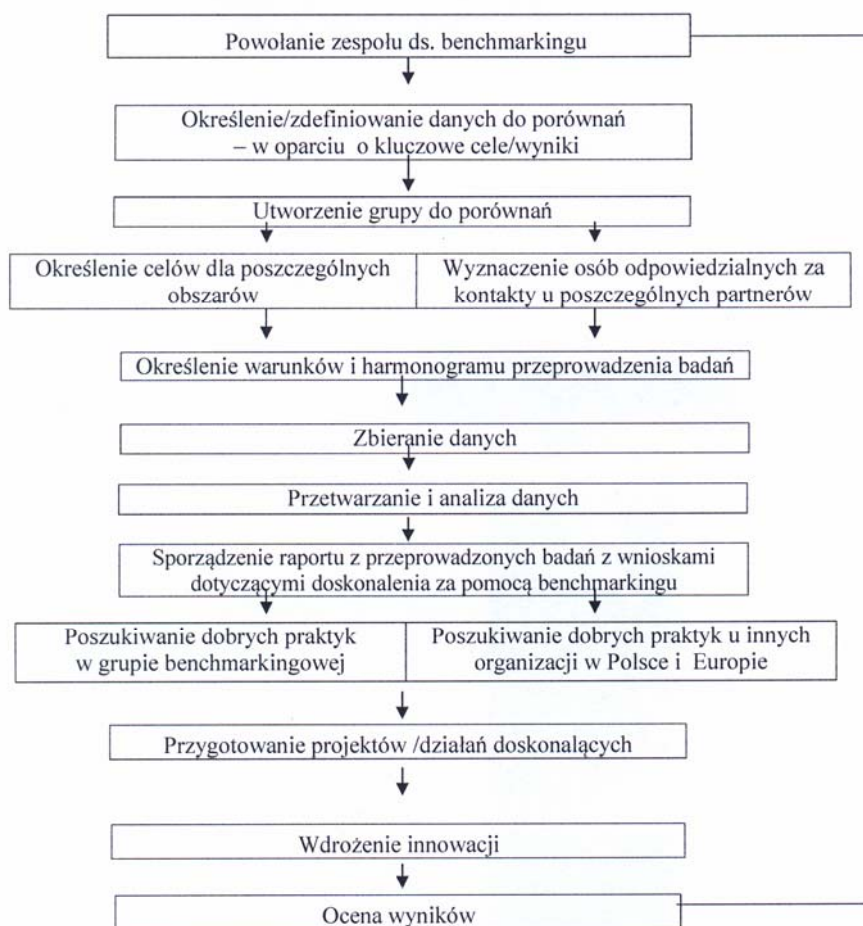 Powołanie zespołu ds. benchmarkingu
Określenie/zdefiniowanie danych do porównań
– w oparciu o kluczowe cele/wyniki
Utworzenie grupy do porównań
Określenie celów dla poszczególnych
obszarów
Wyznaczenie osób odpowiedzialnych za
kontakty u poszczególnych partnerów
Określenie warunków i harmonogramu przeprowadzenia badań
Zbieranie danych
Przetwarzanie i analiza danych
Sporządzenie raportu z przeprowadzonych badań z wnioskami
dotyczącymi doskonalenia za pomocą benchmarkingu
Poszukiwanie dobrych praktyk
w grupie benchmarkingowej
Poszukiwanie dobrych praktyk u innych
organizacji w Polsce i Europie
Przygotowanie projektów /działań doskonalących
Wdrożenie innowacji
Ocena wyników